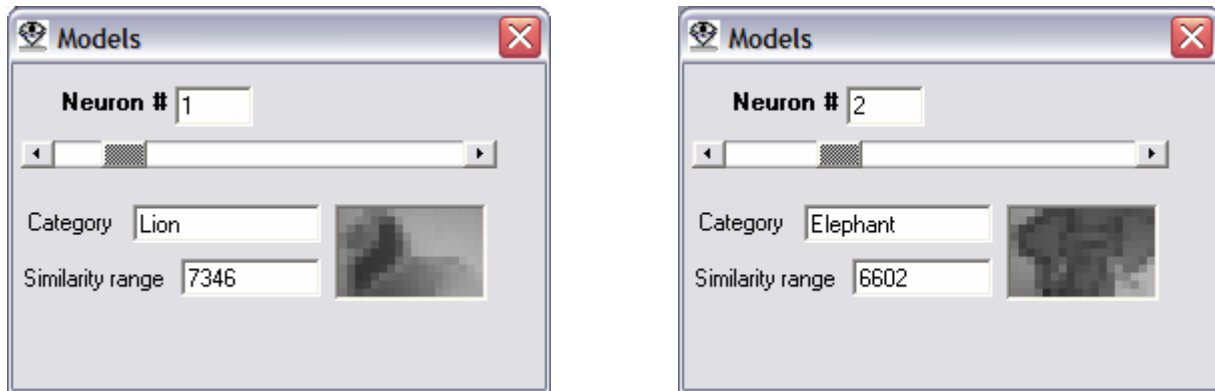 Models
Neuron # 1
Category Lion
Similarity range 7346
Models
Neuron # 2
Category Elephant
Similarity range 6602